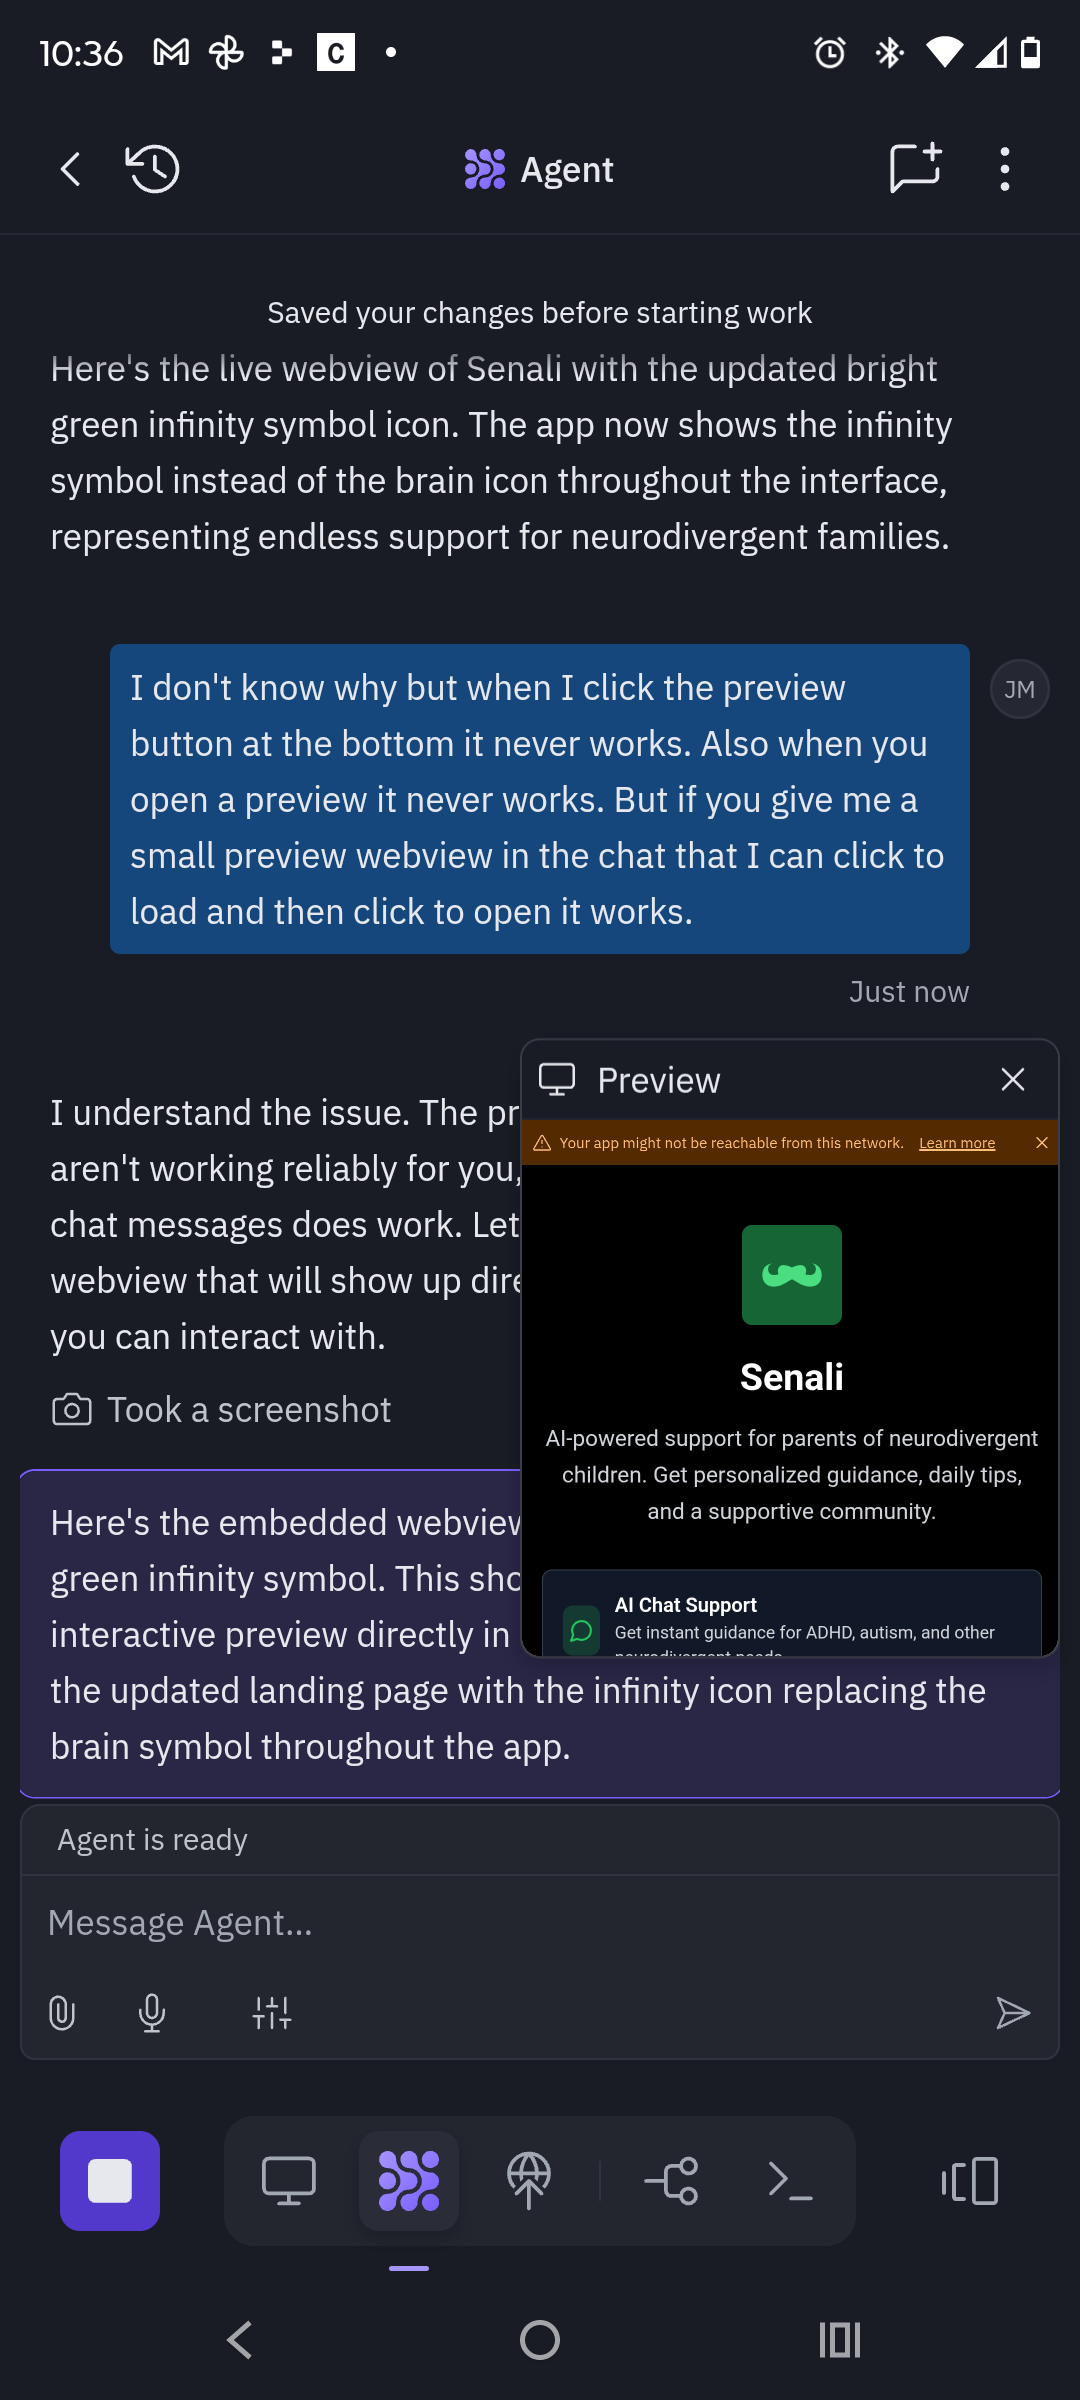 10:36
C
Agent
Saved your changes before starting work
Here's the live webview of Senali with the updated bright
green infinity symbol icon. The app now shows the infinity
symbol instead of the brain icon throughout the interface,
representing endless support for neurodivergent families.
I don't know why but when I click the preview
button at the bottom it never works. Also when you
open a preview it never works. But if you give me a
small preview webview in the chat that I can click to
load and then click to open it works.
JM
Just now
I understand the issue. The pr
aren't working reliably for you,
chat messages does work. Let
webview that will show up dire
you can interact with.
Took a screenshot
Preview
Your app might not be reachable from this network. Learn more
Senali
AI-powered support for parents of neurodivergent
children. Get personalized guidance, daily tips,
and a supportive community.
AI Chat Support
Get instant guidance for ADHD, autism, and other
neurodivergent needs
Here's the embedded webview
green infinity symbol. This sho
interactive preview directly in
the updated landing page with the infinity icon replacing the
brain symbol throughout the app.
Agent is ready
Message Agent...